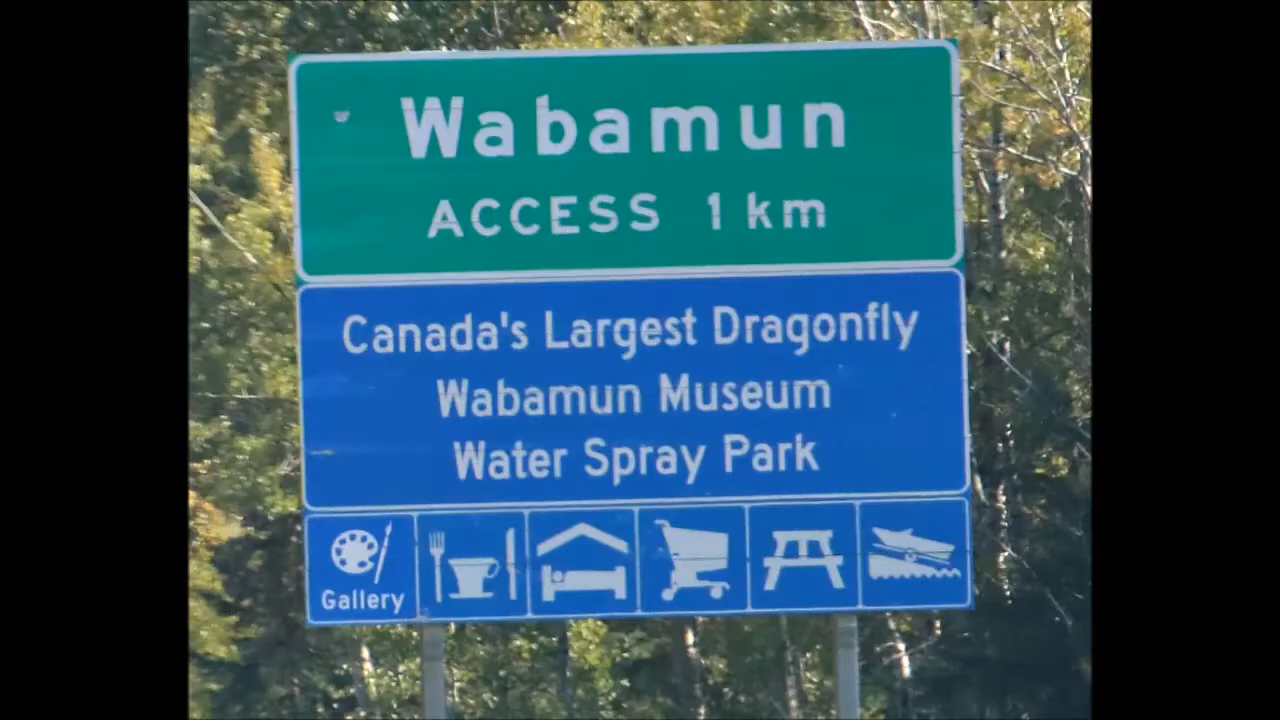 Wabamun
ACCESS 1 km
Canada's Largest Dragonfly
Wabamun Museum
Water Spray Park
Gallery